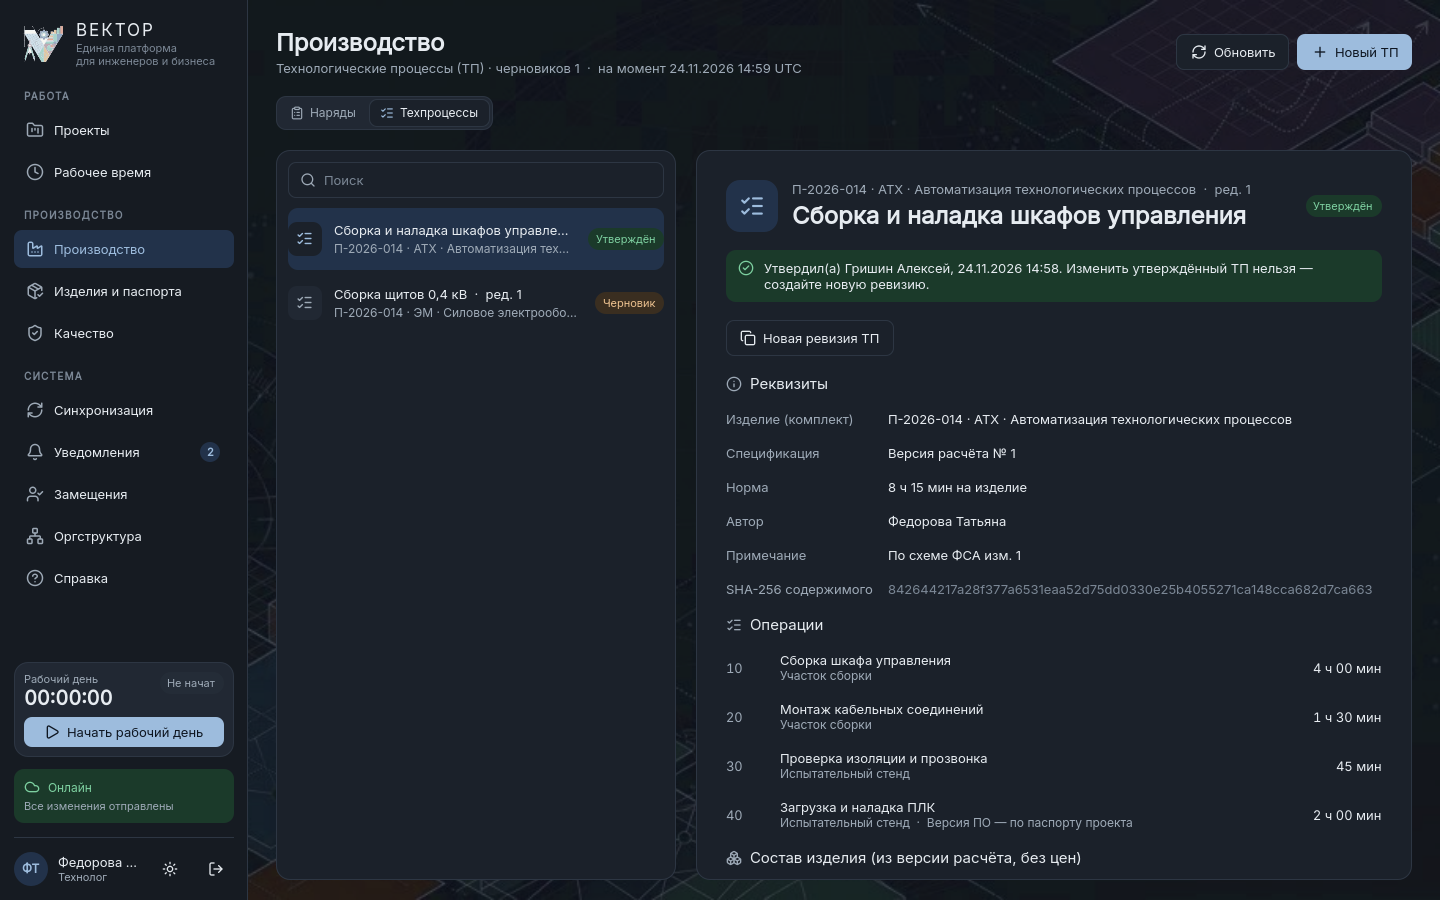 ВЕКТОР
Единая платформа
для инженеров и бизнеса
РАБОТА
Проекты
Рабочее время
ПРОИЗВОДСТВО
Производство
Изделия и паспорта
Качество
СИСТЕМА
Синхронизация
Уведомления 2
Замещения
Оргструктура
Справка
Рабочий день
Не начат
00:00:00
Начать рабочий день
Онлайн
Все изменения отправлены
ФТ
Федорова ...
Технолог
Производство
Технологические процессы (ТП) · черновиков 1 · на момент 24.11.2026 14:59 UTC
Обновить
Новый ТП
Наряды
Техпроцессы
Поиск
Сборка и наладка шкафов управле...
П-2026-014 · АТХ · Автоматизация тех...
Утверждён
Сборка щитов 0,4 кВ · ред. 1
П-2026-014 · ЭМ · Силовое электрообо...
Черновик
П-2026-014 · АТХ · Автоматизация технологических процессов · ред. 1
Сборка и наладка шкафов управления
Утверждён
Утвердил(а) Гришин Алексей, 24.11.2026 14:58. Изменить утверждённый ТП нельзя —
создайте новую ревизию.
Новая ревизия ТП
Реквизиты
Изделие (комплект) П-2026-014 · АТХ · Автоматизация технологических процессов
Спецификация Версия расчёта № 1
Норма 8 ч 15 мин на изделие
Автор Федорова Татьяна
Примечание По схеме ФСА изм. 1
SHA-256 содержимого 842644217a28f377a6531eaa52d75dd0330e25b4055271ca148cca682d7ca663
Операции
10 Сборка шкафа управления 4 ч 00 мин
Участок сборки
20 Монтаж кабельных соединений 1 ч 30 мин
Участок сборки
30 Проверка изоляции и прозвонка 45 мин
Испытательный стенд
40 Загрузка и наладка ПЛК 2 ч 00 мин
Испытательный стенд · Версия ПО — по паспорту проекта
Состав изделия (из версии расчёта, без цен)